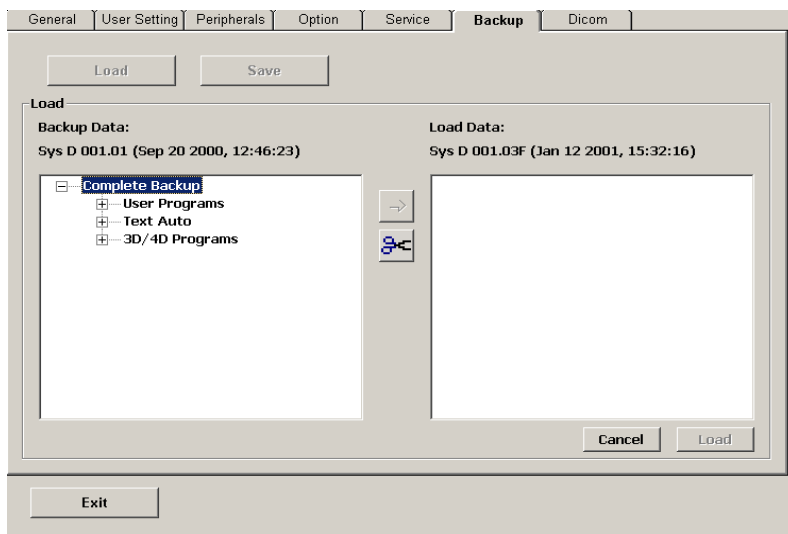 General User Setting Peripherals Option Service Backup Dicom
Load Save
Load
Backup Data: Load Data:
Sys D 001.01 (Sep 20 2000, 12:46:23) Sys D 001.03F (Jan 12 2001, 15:32:16)
Complete Backup
User Programs
Text Auto
3D/4D Programs
Cancel Load
Exit